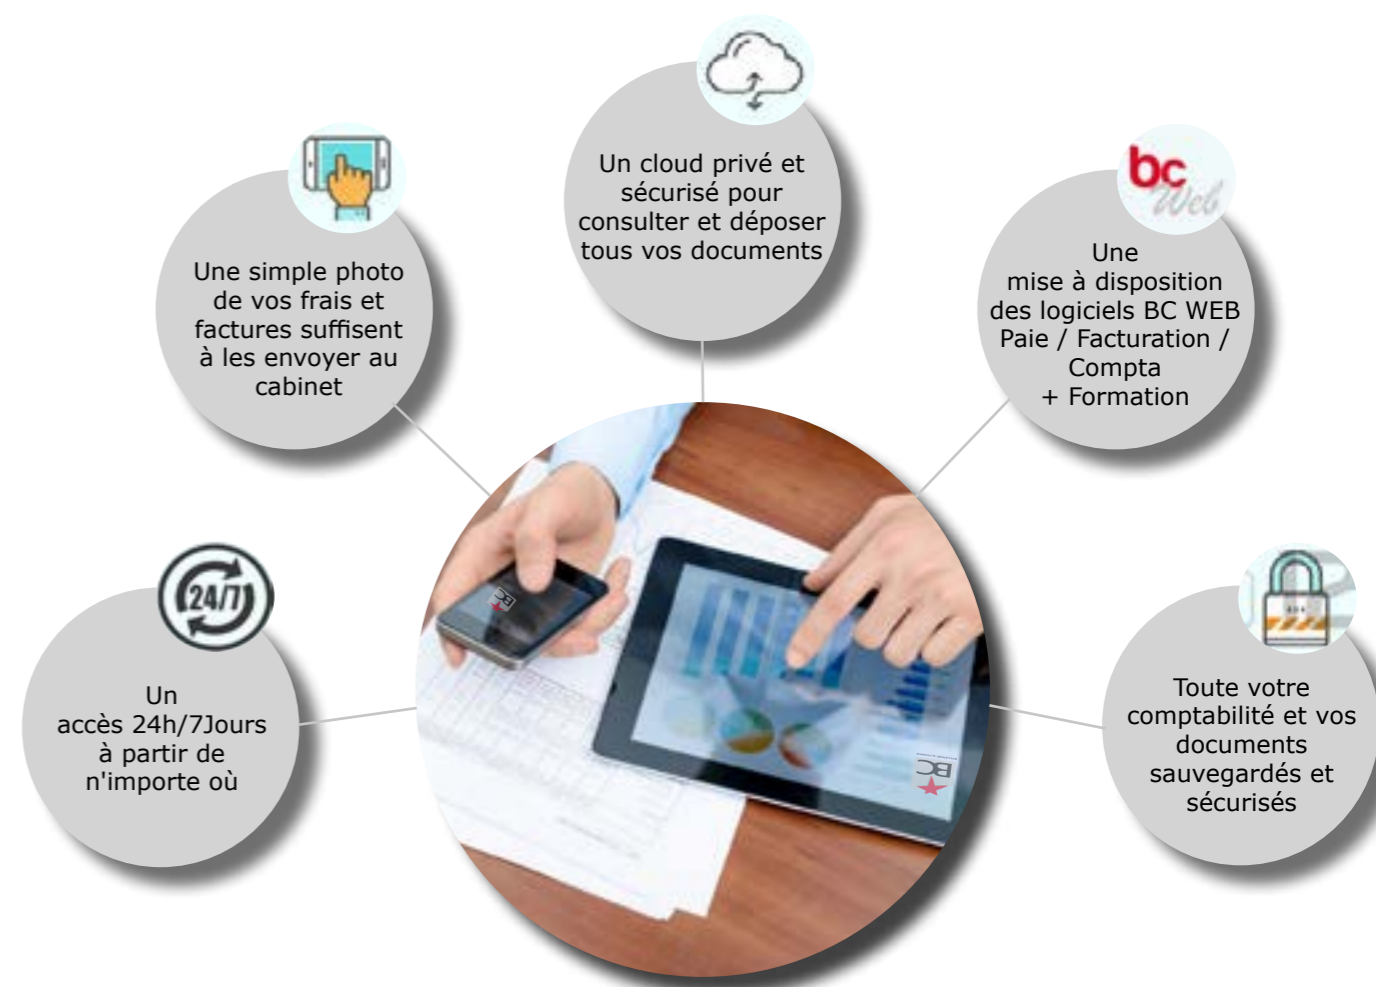 Un cloud privé et
sécurisé pour
consulter et déposer
tous vos documents
bc
Web
Une
mise à disposition
des logiciels BC WEB
Paie / Facturation /
Compta
+ Formation
Une simple photo
de vos frais et
factures suffisent
à les envoyer au
cabinet
24/7
Un
accès 24h/7Jours
à partir de
n'importe où
BC
BC
Toute votre
comptabilité et vos
documents
sauvegardés et
sécurisés